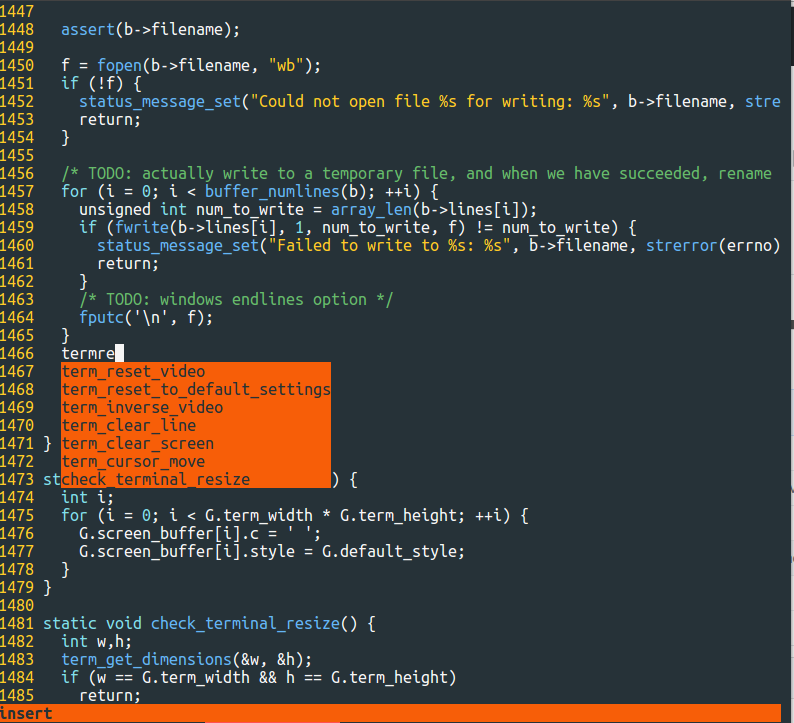 1447
1448   assert(b->filename);
1449
1450   f = fopen(b->filename, "wb");
1451   if (!f) {
1452     status_message_set("Could not open file %s for writing: %s", b->filename, stre
1453     return;
1454   }
1455
1456   /* TODO: actually write to a temporary file, and when we have succeeded, rename
1457   for (i = 0; i < buffer_numlines(b); ++i) {
1458     unsigned int num_to_write = array_len(b->lines[i]);
1459     if (fwrite(b->lines[i], 1, num_to_write, f) != num_to_write) {
1460       status_message_set("Failed to write to %s: %s", b->filename, strerror(errno)
1461       return;
1462     }
1463     /* TODO: windows endlines option */
1464     fputc('\n', f);
1465   }
1466   termre
1467   term_reset_video
1468   term_reset_to_default_settings
1469   term_inverse_video
1470   term_clear_line
1471 } term_clear_screen
1472   term_cursor_move
1473 stcheck_terminal_resize         ) {
1474   int i;
1475   for (i = 0; i < G.term_width * G.term_height; ++i) {
1476     G.screen_buffer[i].c = ' ';
1477     G.screen_buffer[i].style = G.default_style;
1478   }
1479 }
1480
1481 static void check_terminal_resize() {
1482   int w,h;
1483   term_get_dimensions(&w, &h);
1484   if (w == G.term_width && h == G.term_height)
1485     return;
insert